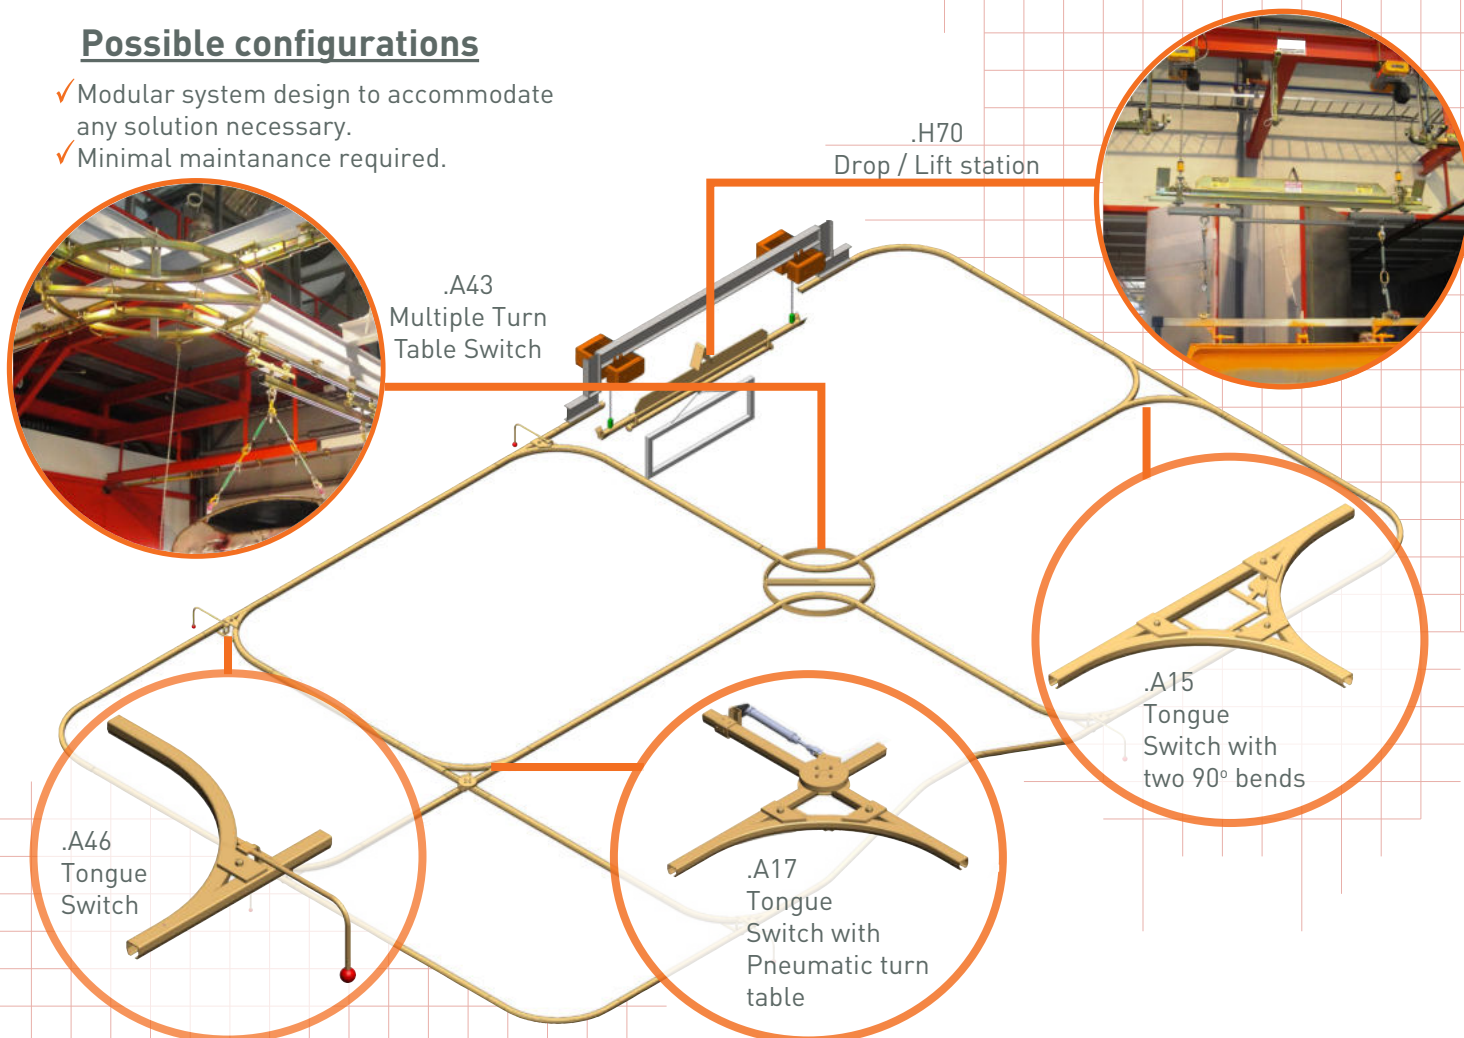 Possible configurations
✓Modular system design to accommodate
any solution necessary.
✓Minimal maintanance required.
.H70
Drop / Lift station
.A43
Multiple Turn
Table Switch
.A15
Tongue
Switch with
two 90º bends
.A46
Tongue
Switch
.A17
Tongue
Switch with
Pneumatic turn
table